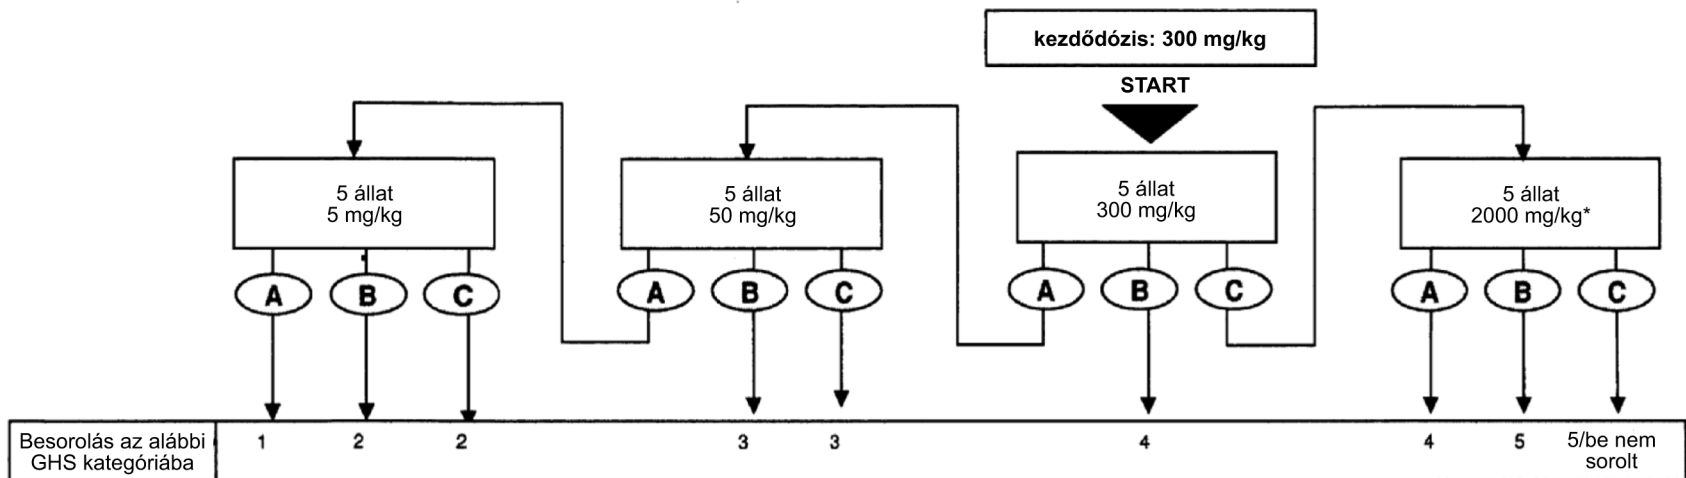 kezdődózis: 300 mg/kg
START
5 állat
5 mg/kg
5 állat
50 mg/kg
5 állat
300 mg/kg
5 állat
2000 mg/kg*
A
B
C
A
B
C
A
B
C
A
B
C
Besorolás az alábbi
GHS kategóriába
1
2
2
3
3
4
4
5
5/be nem
sorolt